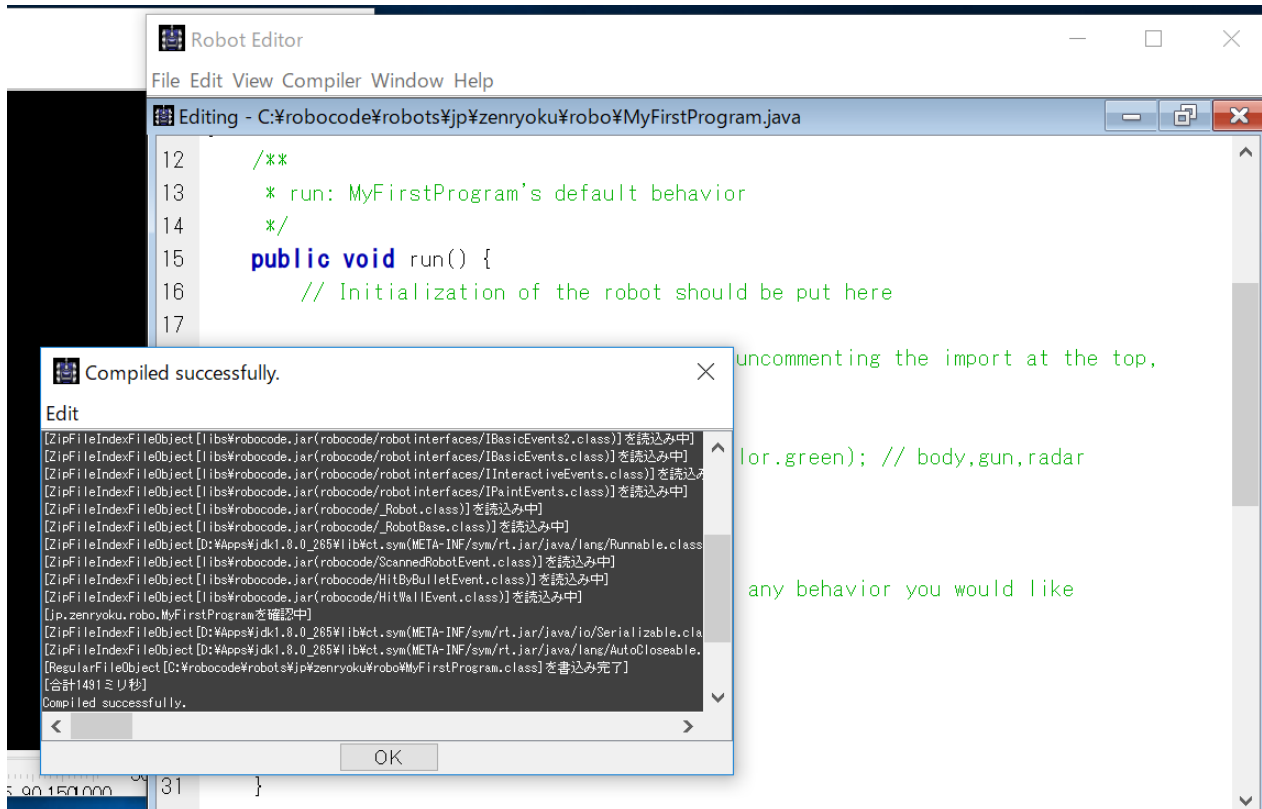 Robot Editor
File Edit View Compiler Window Help
Editing - C:¥robocode¥robots¥jp¥zenryoku¥robo¥MyFirstProgram.java
12 /**
13 * run: MyFirstProgram's default behavior
14 */
15 public void run() {
16 // Initialization of the robot should be put here
17
uncommenting the import at the top,
lor.green); // body,gun,radar
any behavior you would like
31 }
Compiled successfully.
Edit
[ZipFileIndexFileObject[libs¥robocode.jar(robocode/robotinterfaces/IBasicEvents2.class)]を読込み中]
[ZipFileIndexFileObject[libs¥robocode.jar(robocode/robotinterfaces/IBasicEvents.class)]を読込み中]
[ZipFileIndexFileObject[libs¥robocode.jar(robocode/robotinterfaces/IInteractiveEvents.class)]を読込み
[ZipFileIndexFileObject[libs¥robocode.jar(robocode/robotinterfaces/IPaintEvents.class)]を読込み中]
[ZipFileIndexFileObject[libs¥robocode.jar(robocode/_Robot.class)]を読込み中]
[ZipFileIndexFileObject[libs¥robocode.jar(robocode/_RobotBase.class)]を読込み中]
[ZipFileIndexFileObject[D:¥Apps¥jdk1.8.0_265¥lib¥ct.sym(META-INF/sym/rt.jar/java/lang/Runnable.class
[ZipFileIndexFileObject[libs¥robocode.jar(robocode/ScannedRobotEvent.class)]を読込み中]
[ZipFileIndexFileObject[libs¥robocode.jar(robocode/HitByBulletEvent.class)]を読込み中]
[ZipFileIndexFileObject[libs¥robocode.jar(robocode/HitWallEvent.class)]を読込み中]
[jp.zenryoku.robo.MyFirstProgramを確認中]
[ZipFileIndexFileObject[D:¥Apps¥jdk1.8.0_265¥lib¥ct.sym(META-INF/sym/rt.jar/java/io/Serializable.cla
[ZipFileIndexFileObject[D:¥Apps¥jdk1.8.0_265¥lib¥ct.sym(META-INF/sym/rt.jar/java/lang/AutoCloseable.
[RegularFileObject[C:¥robocode¥robots¥jp¥zenryoku¥robo¥MyFirstProgram.class]を書込み完了]
[合計1491ミリ秒]
Compiled successfully.
OK
90 150 1000